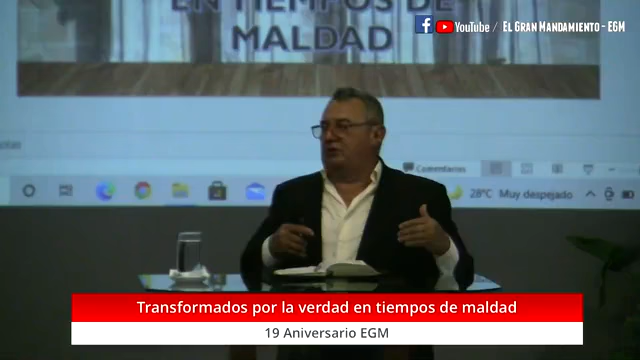 EN TIEMPOS DE
MALDAD
YouTube / El Gran Mandamiento - EGM
Comentarios
28°C Muy despejado
Transformados por la verdad en tiempos de maldad
19 Aniversario EGM